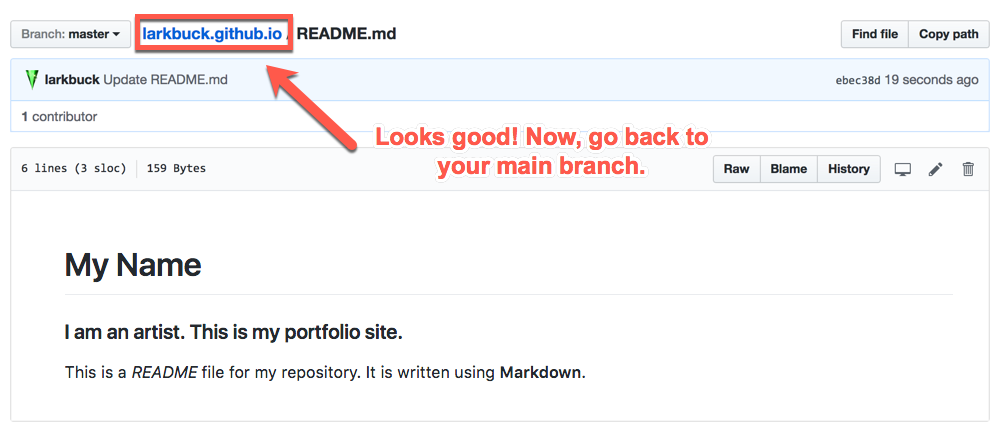 Branch: master larkbuck.github.io / README.md Find file Copy path
larkbuck Update README.md ebec38d 19 seconds ago
1 contributor
Looks good! Now, go back to
your main branch.
6 lines (3 sloc) 159 Bytes Raw Blame History
My Name
I am an artist. This is my portfolio site.
This is a README file for my repository. It is written using Markdown.